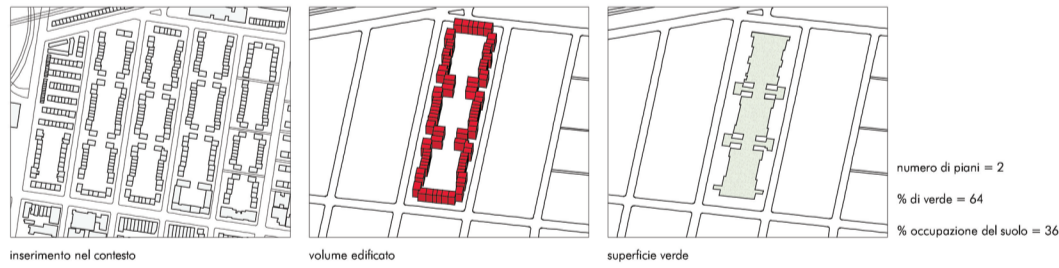 numero di piani = 2
% di verde = 64
% occupazione del suolo = 36
inserimento nel contesto
volume edificato
superficie verde